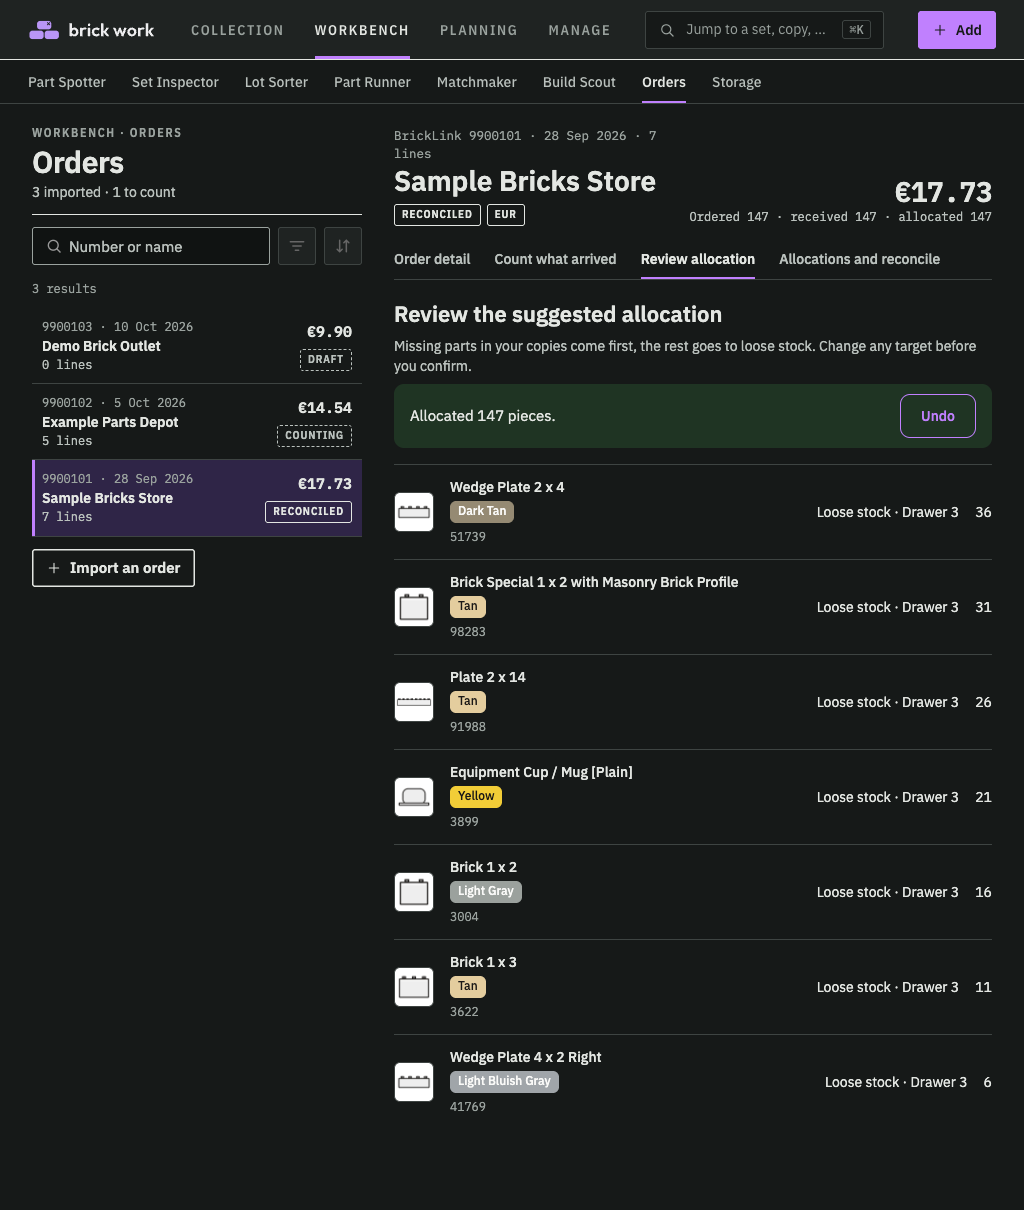 brick work
COLLECTION
WORKBENCH
PLANNING
MANAGE
Jump to a set, copy, ...
⌘K
Add
Part Spotter
Set Inspector
Lot Sorter
Part Runner
Matchmaker
Build Scout
Orders
Storage
WORKBENCH · ORDERS
Orders
3 imported · 1 to count
Number or name
3 results
9900103 · 10 Oct 2026
Demo Brick Outlet
0 lines
€9.90
DRAFT
9900102 · 5 Oct 2026
Example Parts Depot
5 lines
€14.54
COUNTING
9900101 · 28 Sep 2026
Sample Bricks Store
7 lines
€17.73
RECONCILED
Import an order
BrickLink 9900101 · 28 Sep 2026 · 7
lines
Sample Bricks Store
RECONCILED
EUR
€17.73
Ordered 147 · received 147 · allocated 147
Order detail
Count what arrived
Review allocation
Allocations and reconcile
Review the suggested allocation
Missing parts in your copies come first, the rest goes to loose stock. Change any target before
you confirm.
Allocated 147 pieces.
Undo
Wedge Plate 2 x 4
Dark Tan
51739
Loose stock · Drawer 3 36
Brick Special 1 x 2 with Masonry Brick Profile
Tan
98283
Loose stock · Drawer 3 31
Plate 2 x 14
Tan
91988
Loose stock · Drawer 3 26
Equipment Cup / Mug [Plain]
Yellow
3899
Loose stock · Drawer 3 21
Brick 1 x 2
Light Gray
3004
Loose stock · Drawer 3 16
Brick 1 x 3
Tan
3622
Loose stock · Drawer 3 11
Wedge Plate 4 x 2 Right
Light Bluish Gray
41769
Loose stock · Drawer 3 6